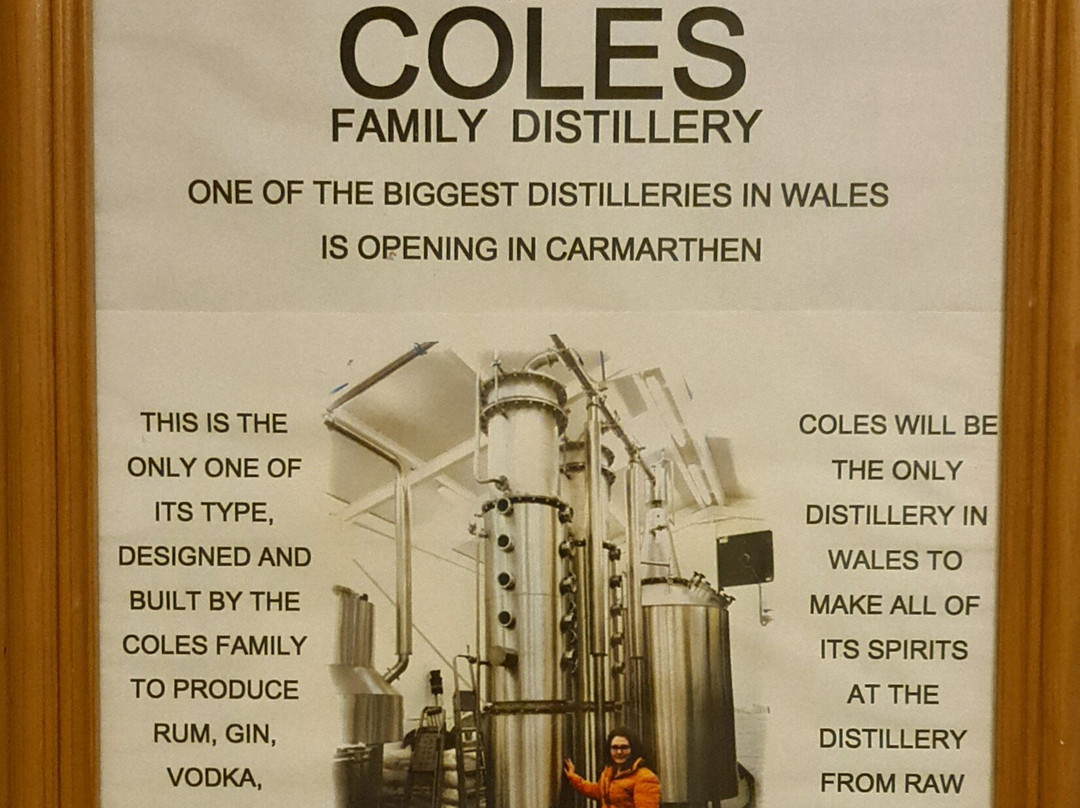 COLES
FAMILY DISTILLERY
ONE OF THE BIGGEST DISTILLERIES IN WALES
IS OPENING IN CARMARTHEN
THIS IS THE
ONLY ONE OF
ITS TYPE,
DESIGNED AND
BUILT BY THE
COLES FAMILY
TO PRODUCE
RUM, GIN,
VODKA,
COLES WILL BE
THE ONLY
DISTILLERY IN
WALES TO
MAKE ALL OF
ITS SPIRITS
AT THE
DISTILLERY
FROM RAW